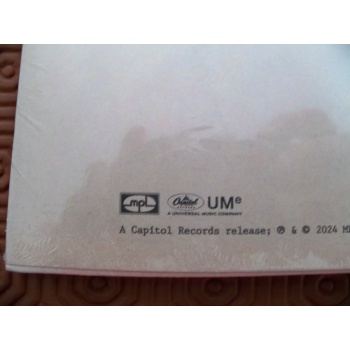 mpl Capitol UMe
A UNIVERSAL MUSIC COMPANY
A Capitol Records release; ℗ & © 2024 M